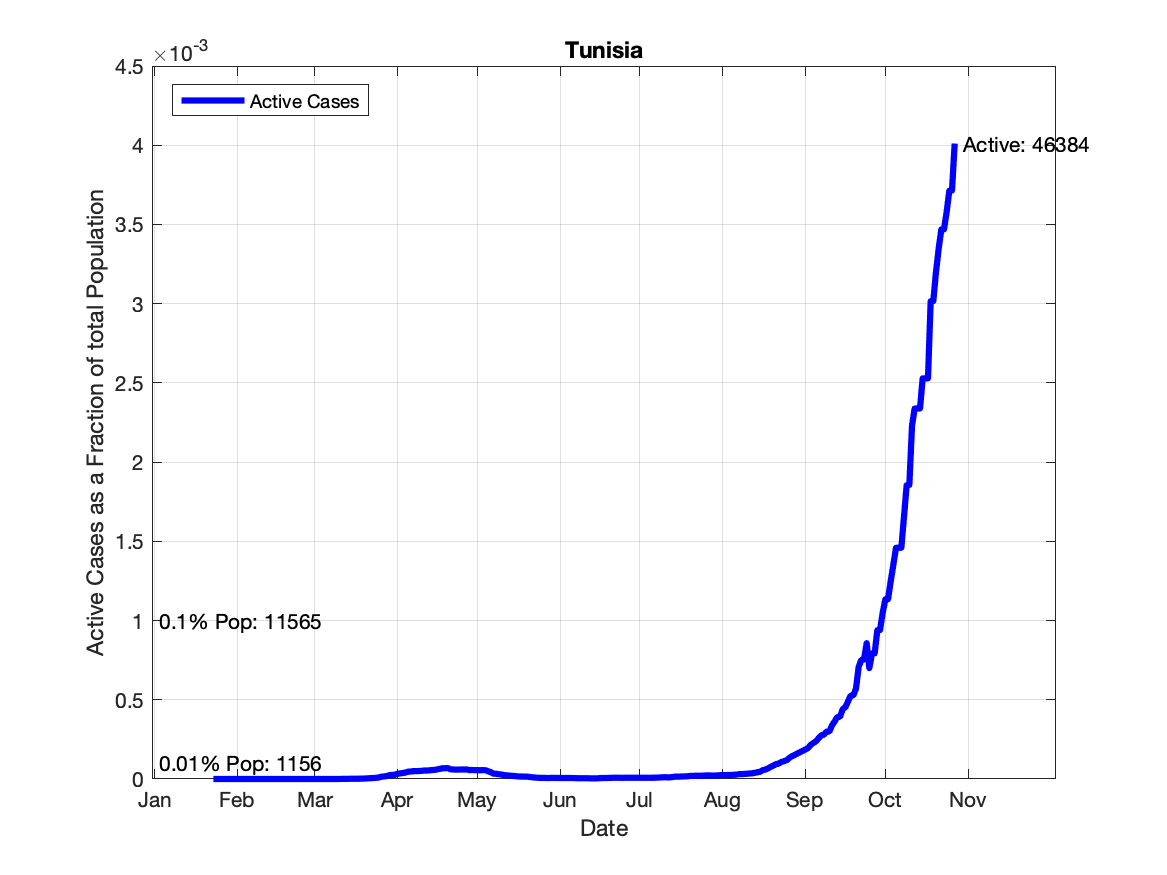 Tunisia
×10-3
4.5
4
3.5
3
2.5
2
1.5
1
0.5
0
Active Cases as a Fraction of total Population
Active Cases
Active: 46384
0.1% Pop: 11565
0.01% Pop: 1156
Jan Feb Mar Apr May Jun Jul Aug Sep Oct Nov
Date